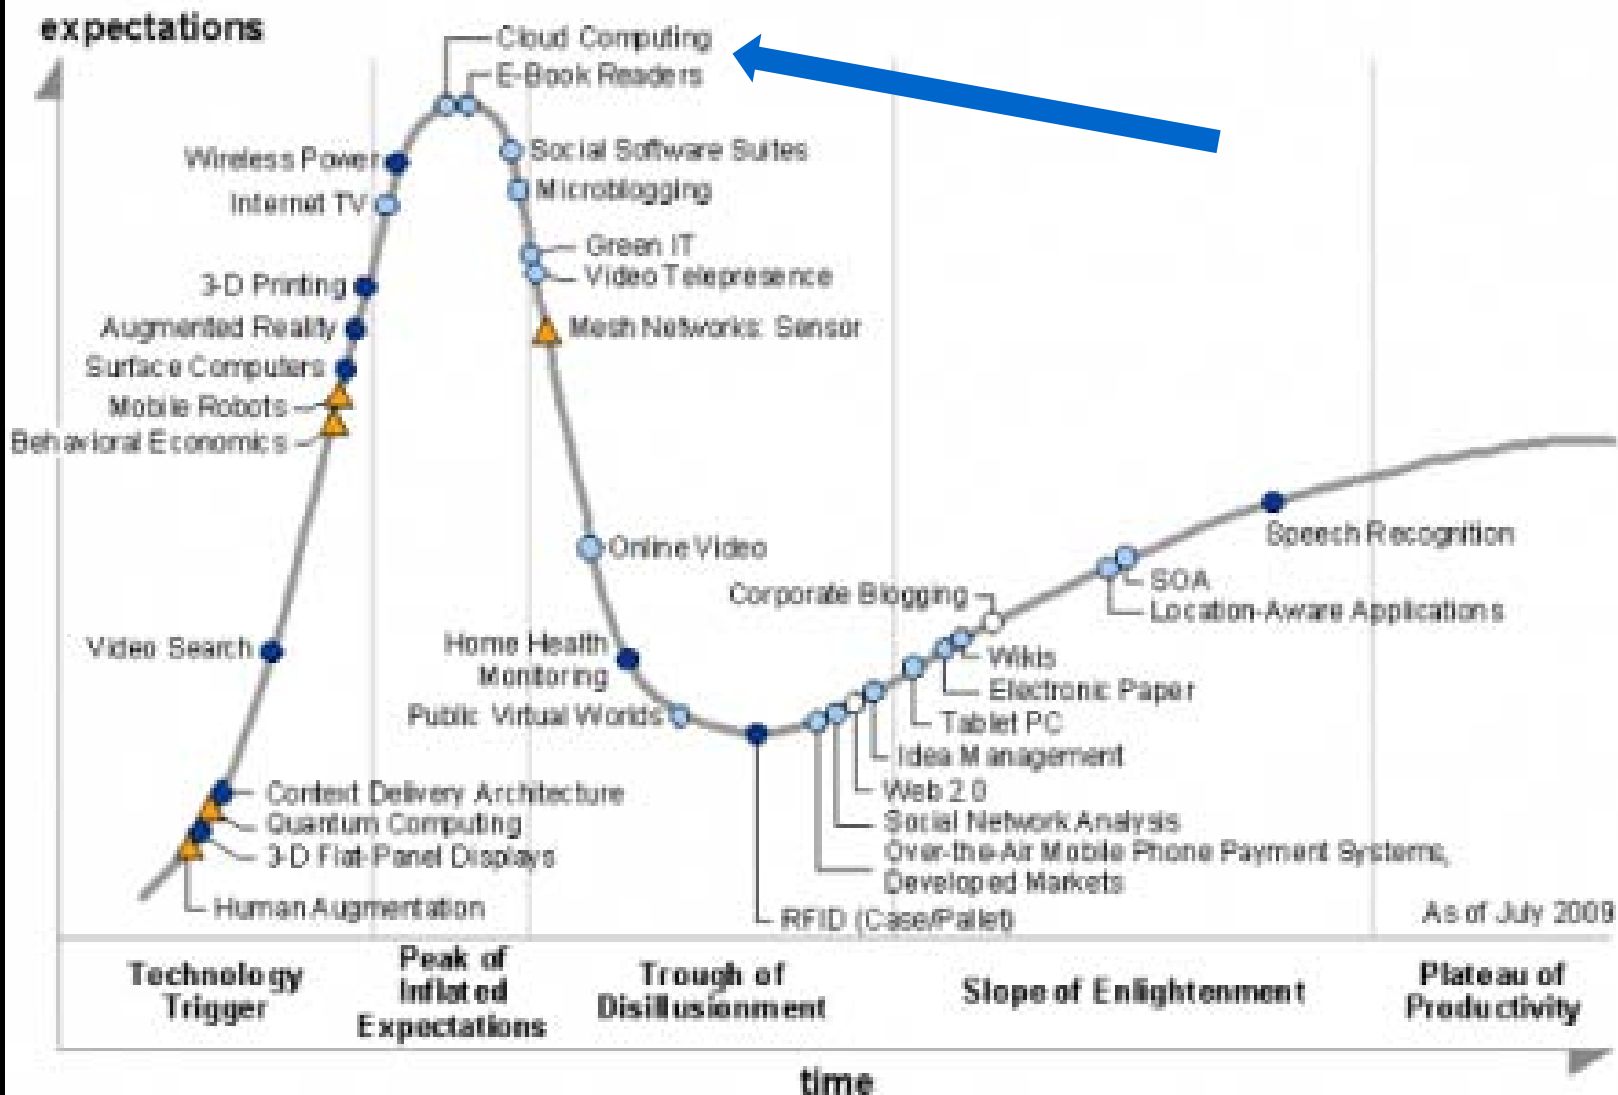 expectations
Cloud Computing
E-Book Readers
Wireless Power
Social Software Suites
Internet TV
Microblogging
Green IT
Video Telepresence
3-D Printing
Augmented Reality
Mesh Networks: Sensor
Surface Computers
Mobile Robots
Behavioral Economics
Online Video
Speech Recognition
SOA
Corporate Blogging
Location-Aware Applications
Video Search
Home Health
Monitoring
Wikis
Electronic Paper
Public Virtual Worlds
Tablet PC
Idea Management
Web 2.0
Context Delivery Architecture
Quantum Computing
Social Network Analysis
3-D Flat-Panel Displays
Over-the-Air Mobile Phone Payment Systems,
Developed Markets
Human Augmentation
RFID (Case/Pallet)
As of July 2009
Technology
Trigger
Peak of
Inflated
Expectations
Trough of
Disillusionment
Slope of Enlightenment
Plateau of
Productivity
time